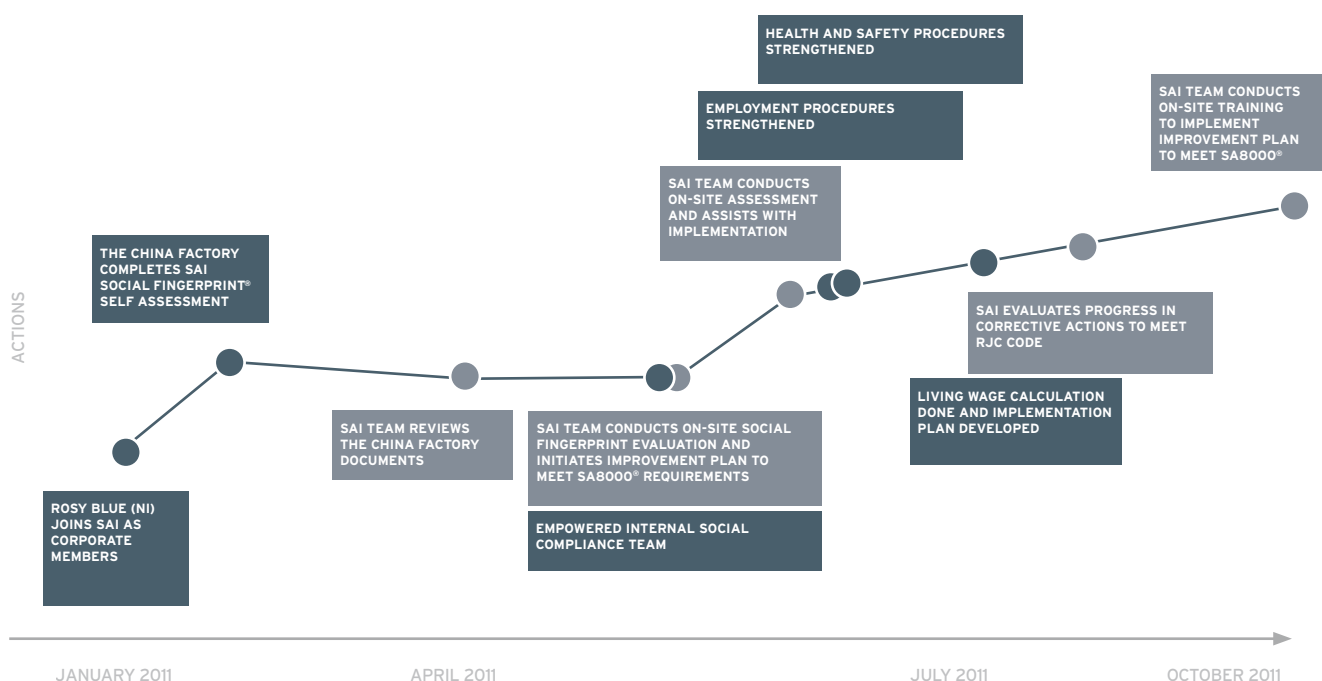 HEALTH AND SAFETY PROCEDURES
STRENGTHENED
EMPLOYMENT PROCEDURES
STRENGTHENED
SAI TEAM CONDUCTS
ON-SITE TRAINING
TO IMPLEMENT
IMPROVEMENT PLAN
TO MEET SA8000®
SAI TEAM CONDUCTS
ON-SITE ASSESSMENT
AND ASSISTS WITH
IMPLEMENTATION
THE CHINA FACTORY
COMPLETES SAI
SOCIAL FINGERPRINT®
SELF ASSESSMENT
ACTIONS
SAI EVALUATES PROGRESS IN
CORRECTIVE ACTIONS TO MEET
RJC CODE
LIVING WAGE CALCULATION
DONE AND IMPLEMENTATION
PLAN DEVELOPED
SAI TEAM REVIEWS
THE CHINA FACTORY
DOCUMENTS
SAI TEAM CONDUCTS ON-SITE SOCIAL
FINGERPRINT EVALUATION AND
INITIATES IMPROVEMENT PLAN TO
MEET SA8000® REQUIREMENTS
EMPOWERED INTERNAL SOCIAL
COMPLIANCE TEAM
ROSY BLUE (NI)
JOINS SAI AS
CORPORATE
MEMBERS
JANUARY 2011
APRIL 2011
JULY 2011
OCTOBER 2011